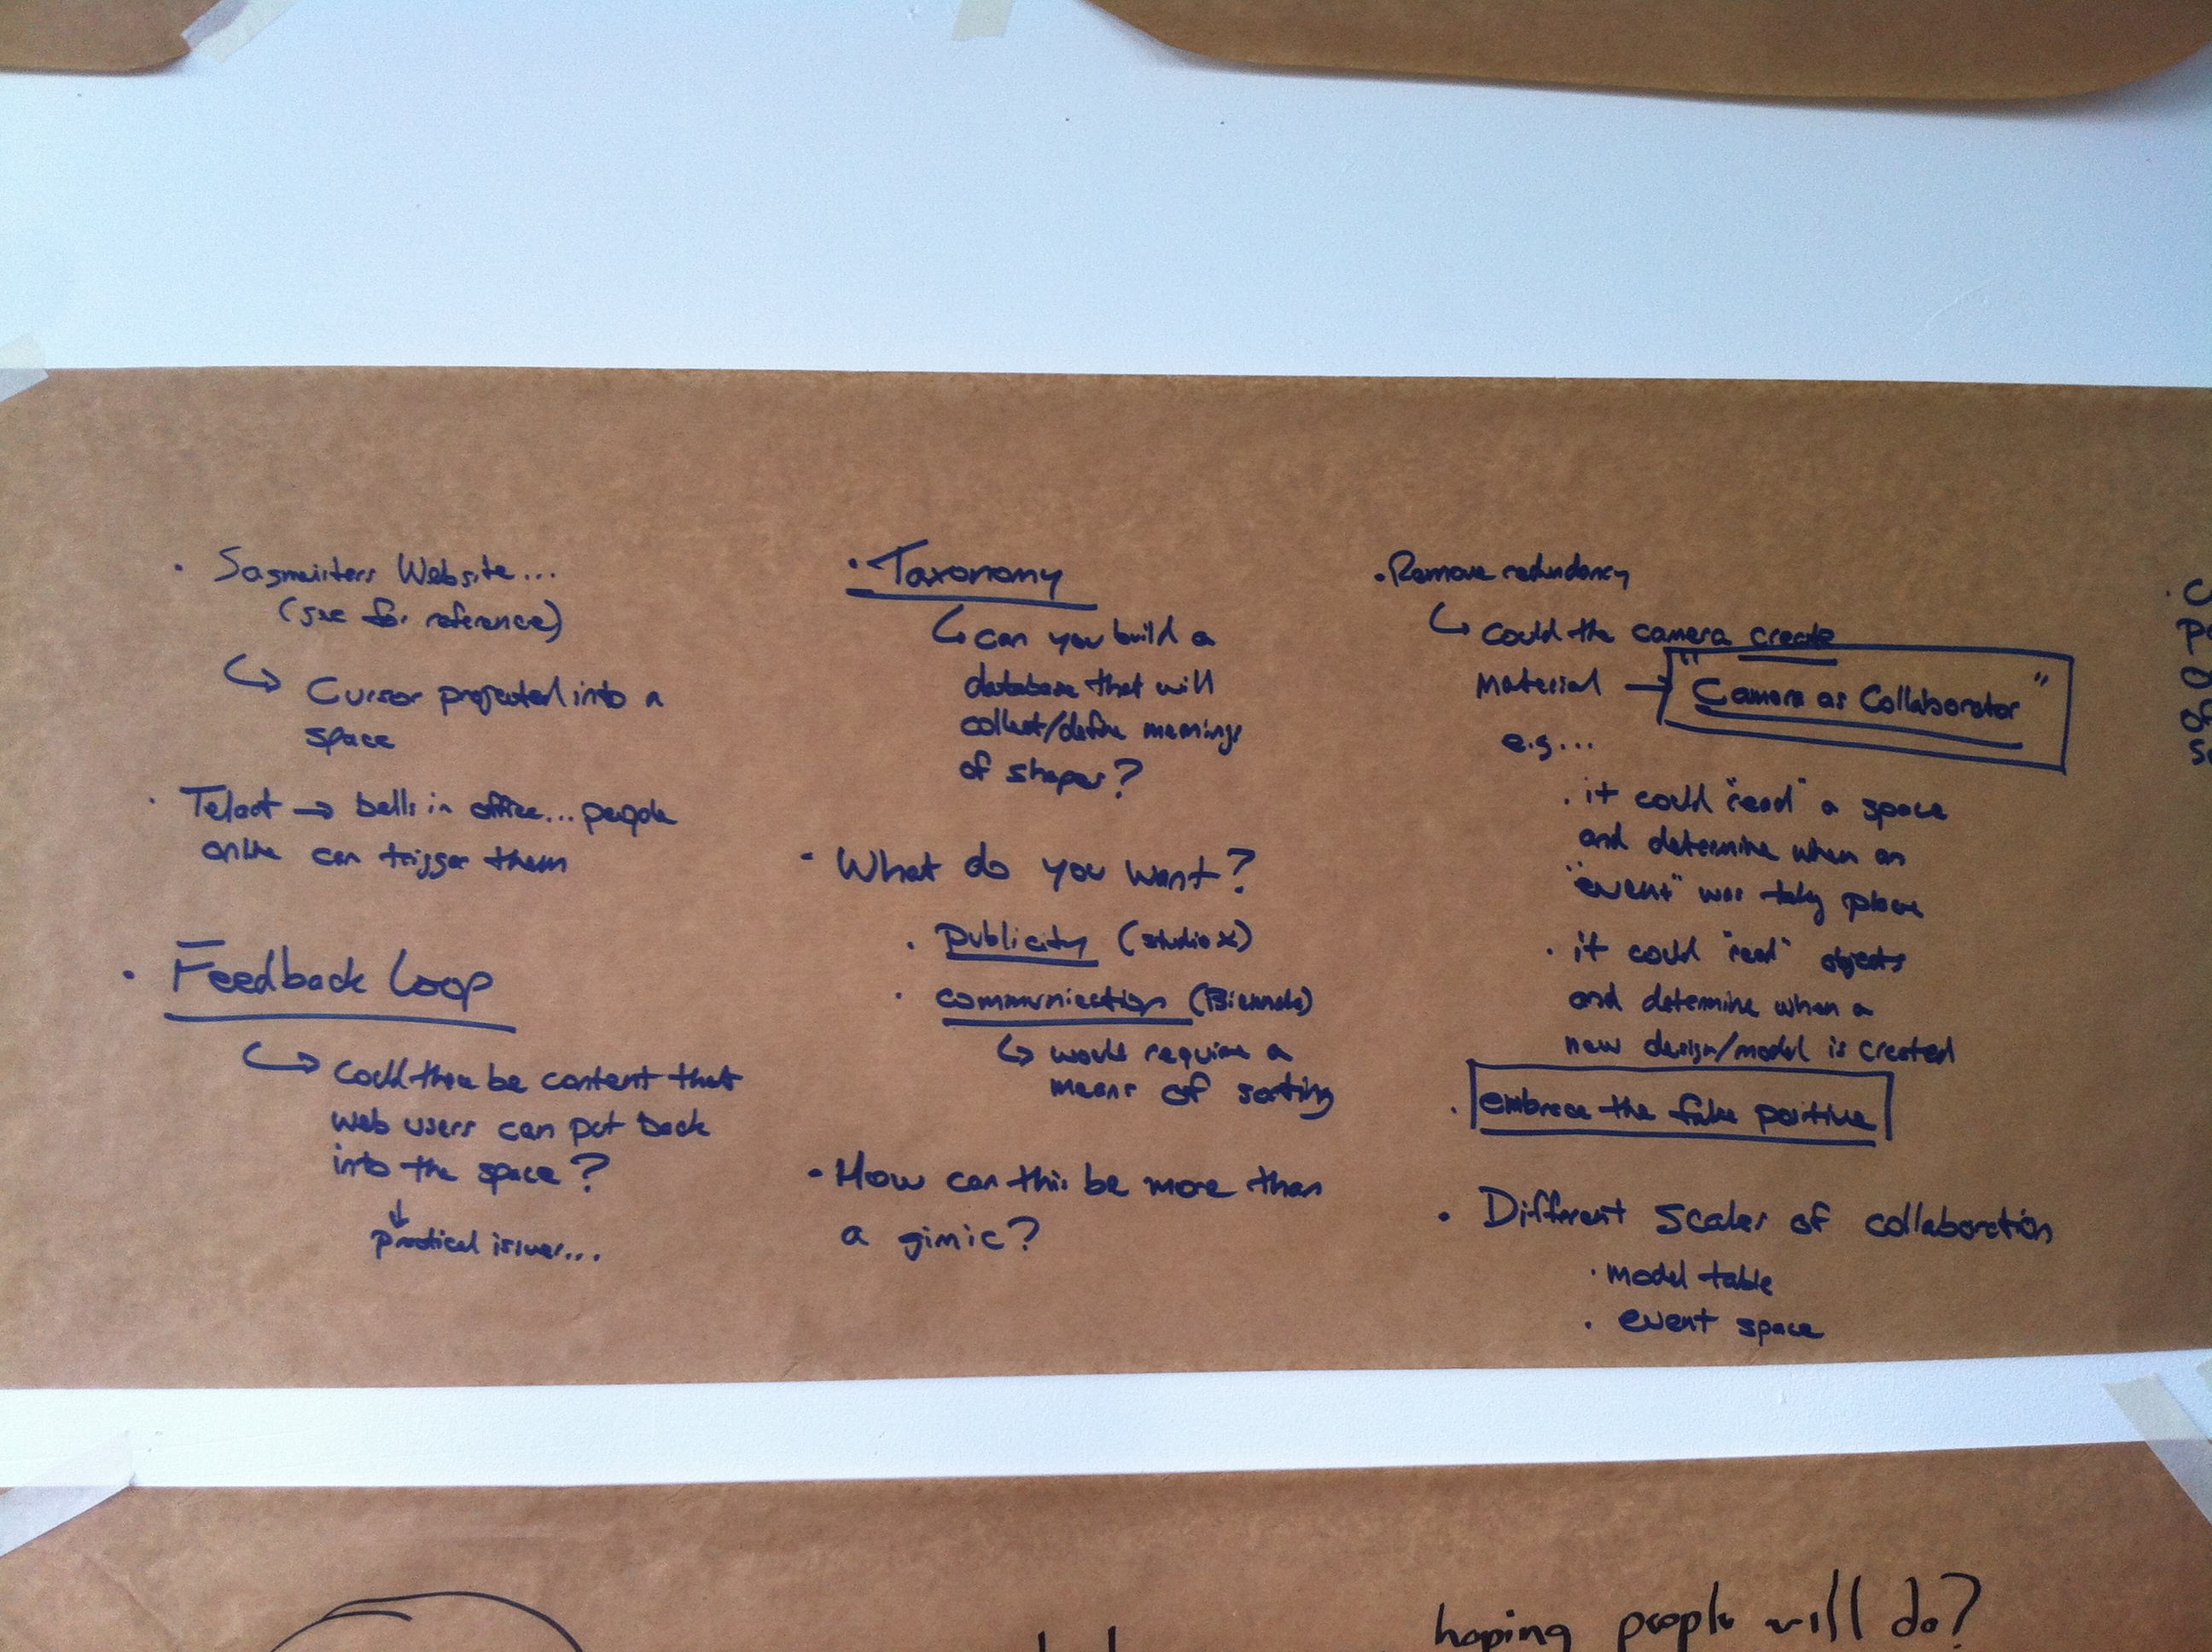 · Sagmeisters Website...
(see for reference)
↳ Cursor projected into a
space
· Telart → bells in office... people
online can trigger them
· Feedback Loop
↳ could there be content that
web users can put back
into the space?
↓
practical issues...
· Taxonomy
↳ can you build a
database that will
collect/define meanings
of shapes?
· What do you want?
· publicity (studio x)
· communication (Biennale)
↳ would require a
means of sorting
· How can this be more than
a gimic?
· Remove redundancy
↳ could the camera create
material → "Camera as Collaborator"
e.g...
· it could "read" a space
and determine when an
"event" was taking place
· it could "read" objects
and determine when a
new design/model is created
· embrace the false positive
· Different scales of collaboration
· model table
· event space
hoping people will do?